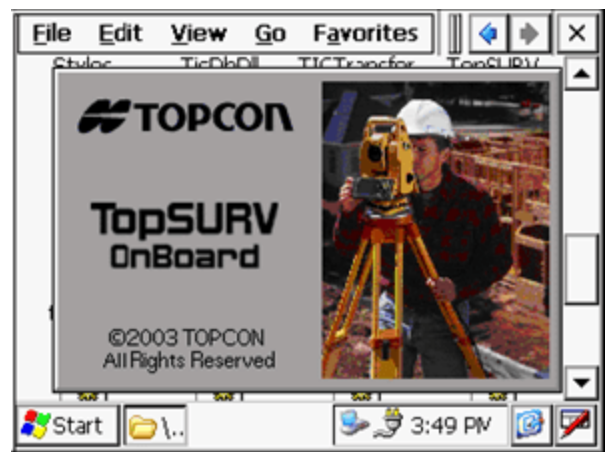 File Edit View Go Favorites
TOPCON
TopSURV
OnBoard
©2003 TOPCON
All Rights Reserved
Start \.. 3:49 PM